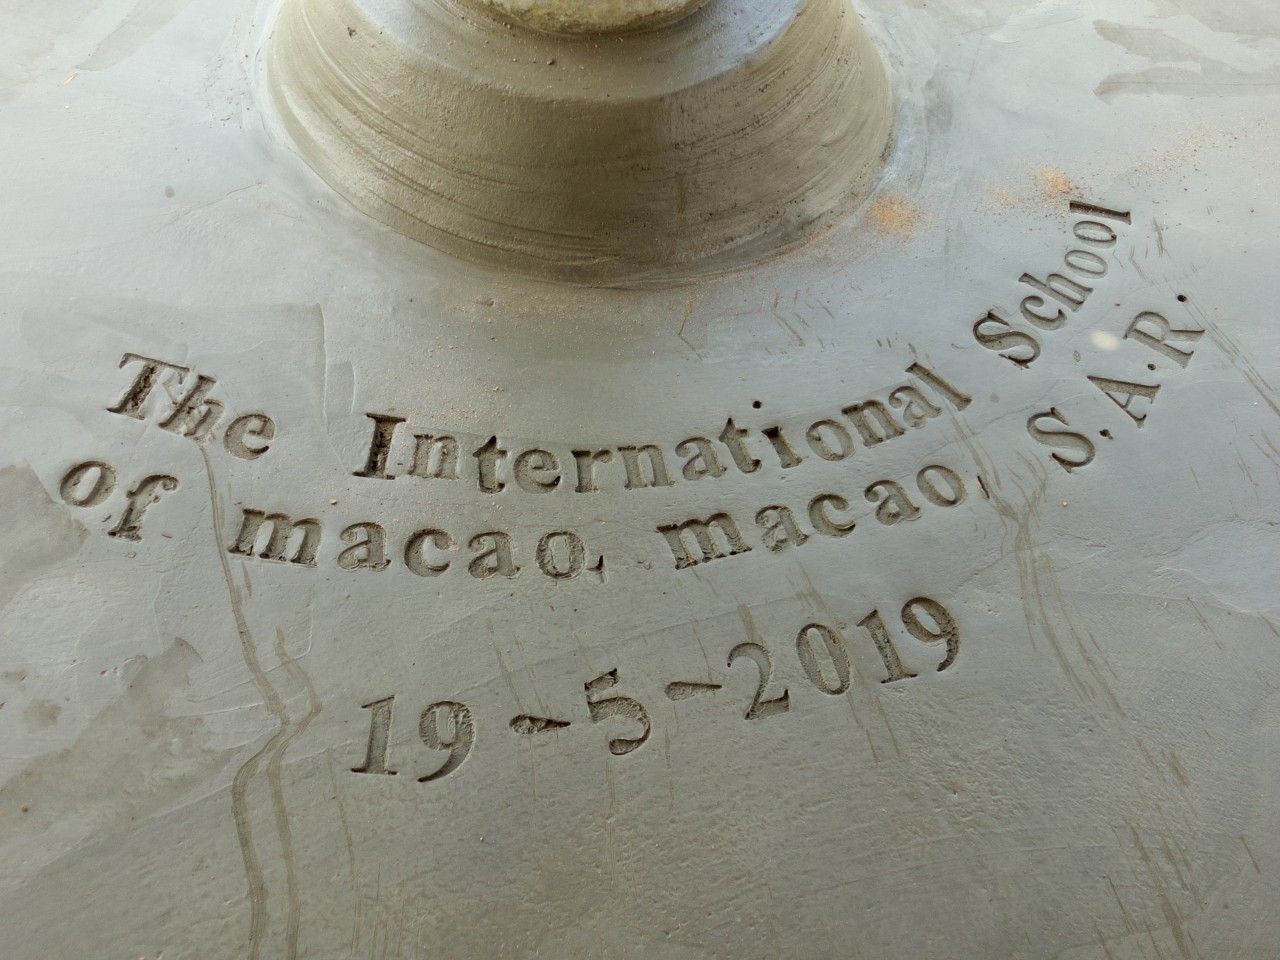 The International School
of macao, macao, S.A.R.
19-5-2019